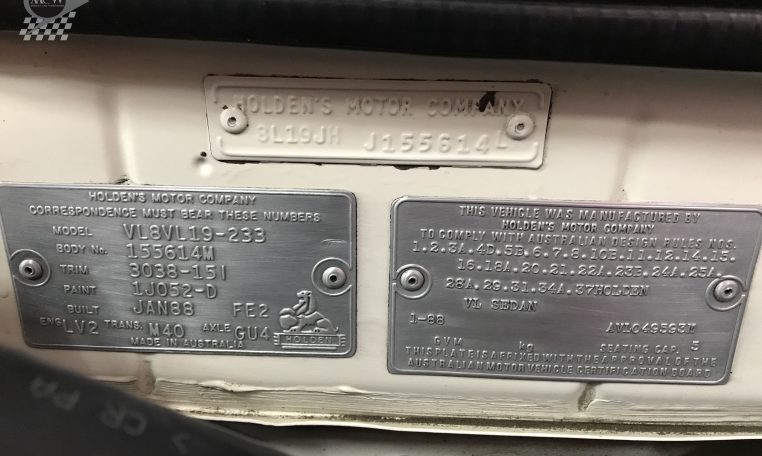 HOLDEN'S MOTOR COMPANY
3L19JH J155614L
HOLDEN'S MOTOR COMPANY
CORRESPONDENCE MUST BEAR THESE NUMBERS
MODEL VL8VL19-233
BODY No. 155614M
TRIM 3038-15I
PAINT 1J052-D
BUILT JAN88 FE2
ENG LV2 TRANS. M40 AXLE GU4
MADE IN AUSTRALIA
HOLDEN
THIS VEHICLE WAS MANUFACTURED BY
HOLDEN'S MOTOR COMPANY
TO COMPLY WITH AUSTRALIAN DESIGN RULES NOS.
1.2.3A.4D.5B.6.7.8.10B.11.12.14.15.
16.18A.20.21.22A.23B.24A.25A.
28A.29.31.34A.37HOLDEN
VL SEDAN
1-88 AVL049593M
GVM kg SEATING CAP. 5
THIS PLATE IS AFFIXED WITH THE APPROVAL OF THE
AUSTRALIAN MOTOR VEHICLE CERTIFICATION BOARD
CR PA